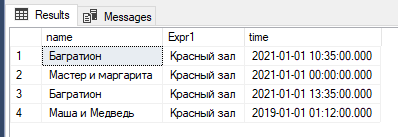 Results Messages
name Expr1 time
1 Багратион Красный зал 2021-01-01 10:35:00.000
2 Мастер и маргарита Красный зал 2021-01-01 00:00:00.000
3 Багратион Красный зал 2021-01-01 13:35:00.000
4 Маша и Медведь Красный зал 2019-01-01 01:12:00.000